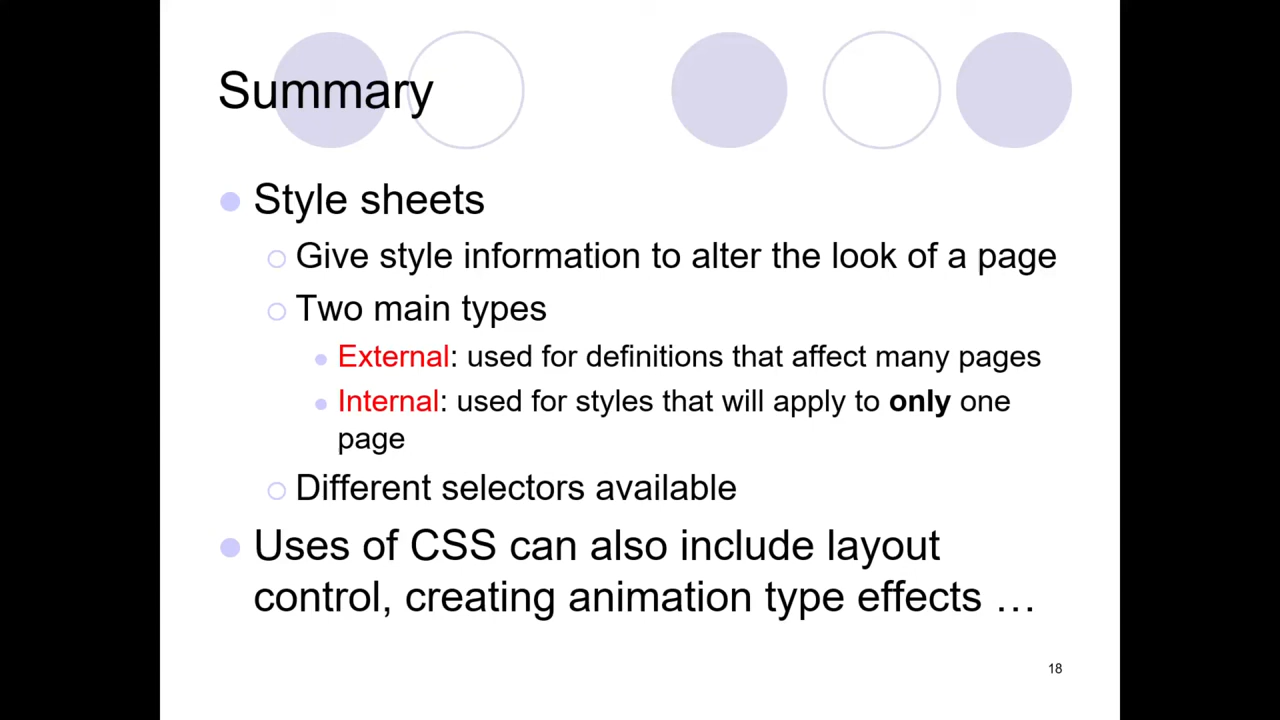 Summary
Style sheets
Give style information to alter the look of a page
Two main types
External: used for definitions that affect many pages
Internal: used for styles that will apply to only one
page
Different selectors available
Uses of CSS can also include layout
control, creating animation type effects …
18